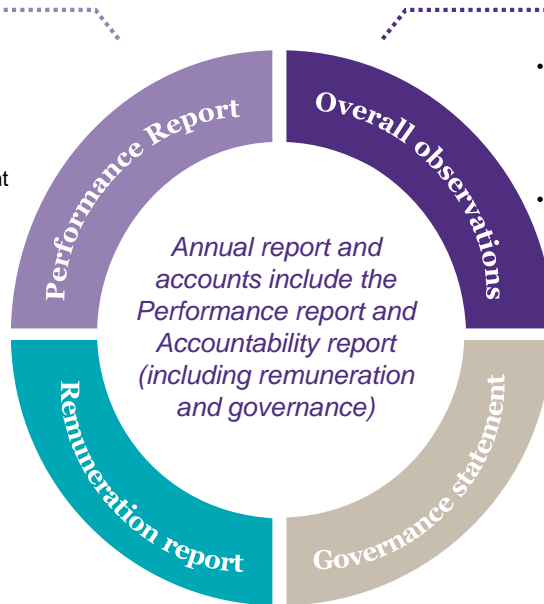 Performance Report
Overall observations
nt
•
•
Annual report and
accounts include the
Performance report and
Accountability report
(including remuneration
and governance)
Remuneration report
Governance statement